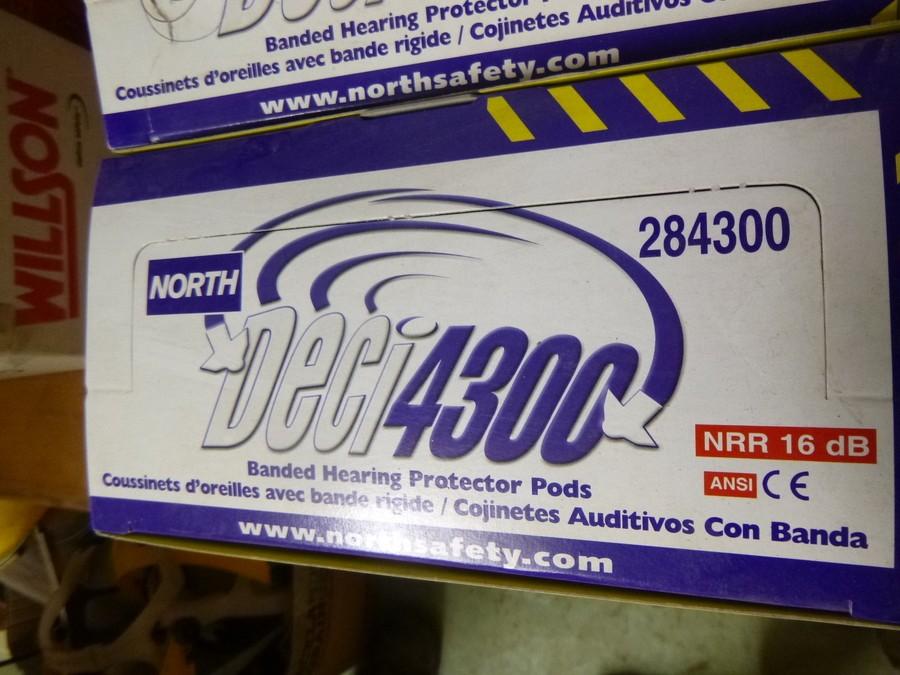 Banded Hearing Protector
Coussinets d'oreilles avec bande rigide / Cojinetes Auditivos
www.northsafety.com
WILLSON
284300
NORTH
Deci4300
NRR 16 dB
ANSI CE
Banded Hearing Protector Pods
Coussinets d'oreilles avec bande rigide / Cojinetes Auditivos Con Banda
www.northsafety.com